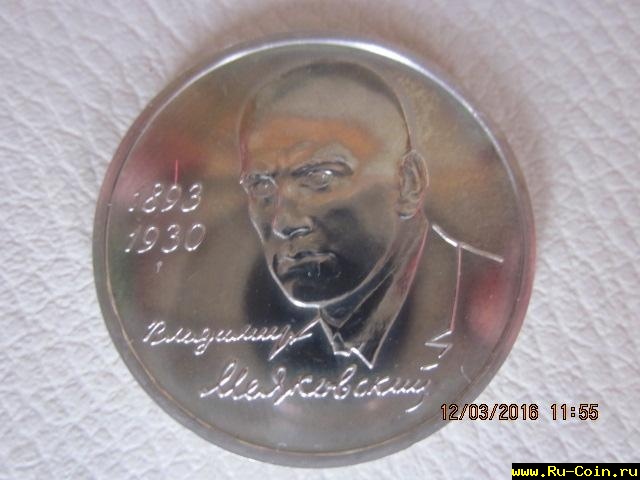 1893
1930
Владимир
Маяковский
12/03/2016 11:55
www.Ru-Coin.ru